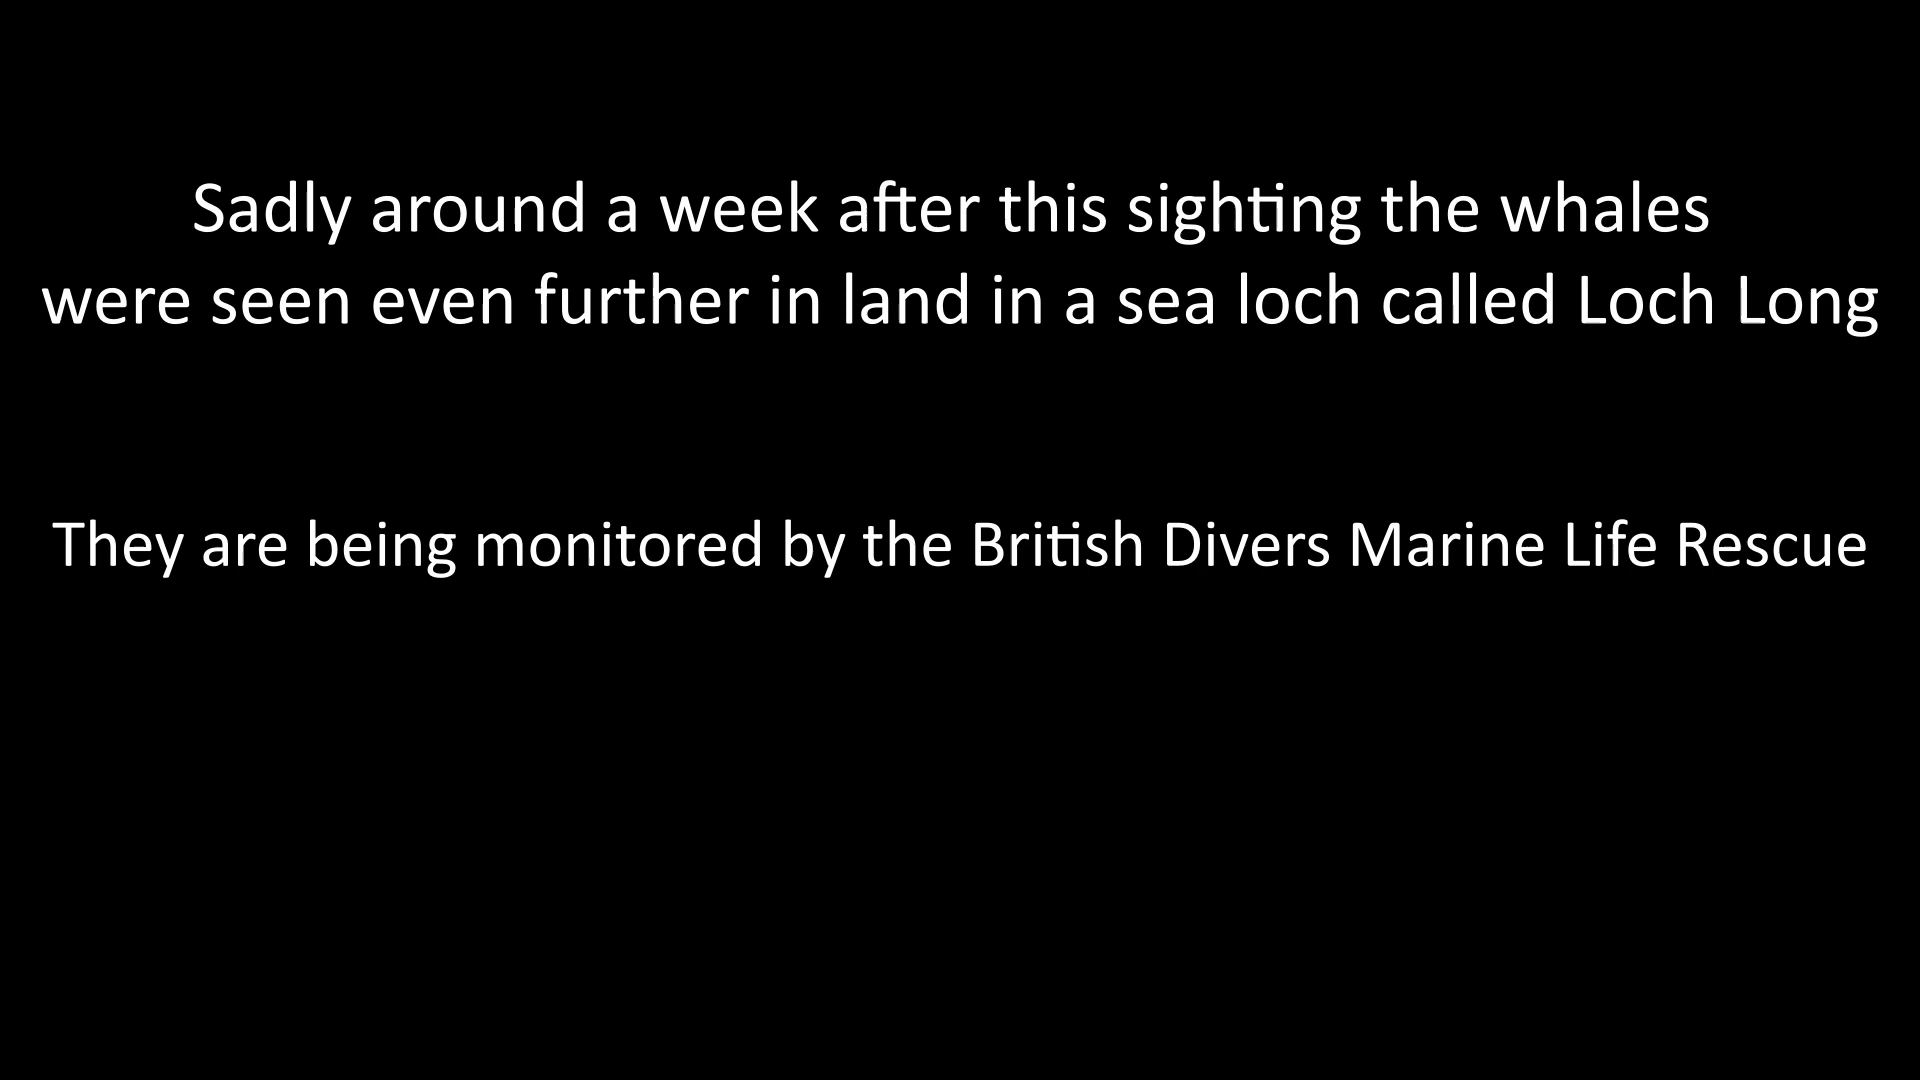 Sadly around a week after this sighting the whales
were seen even further in land in a sea loch called Loch Long
They are being monitored by the British Divers Marine Life Rescue